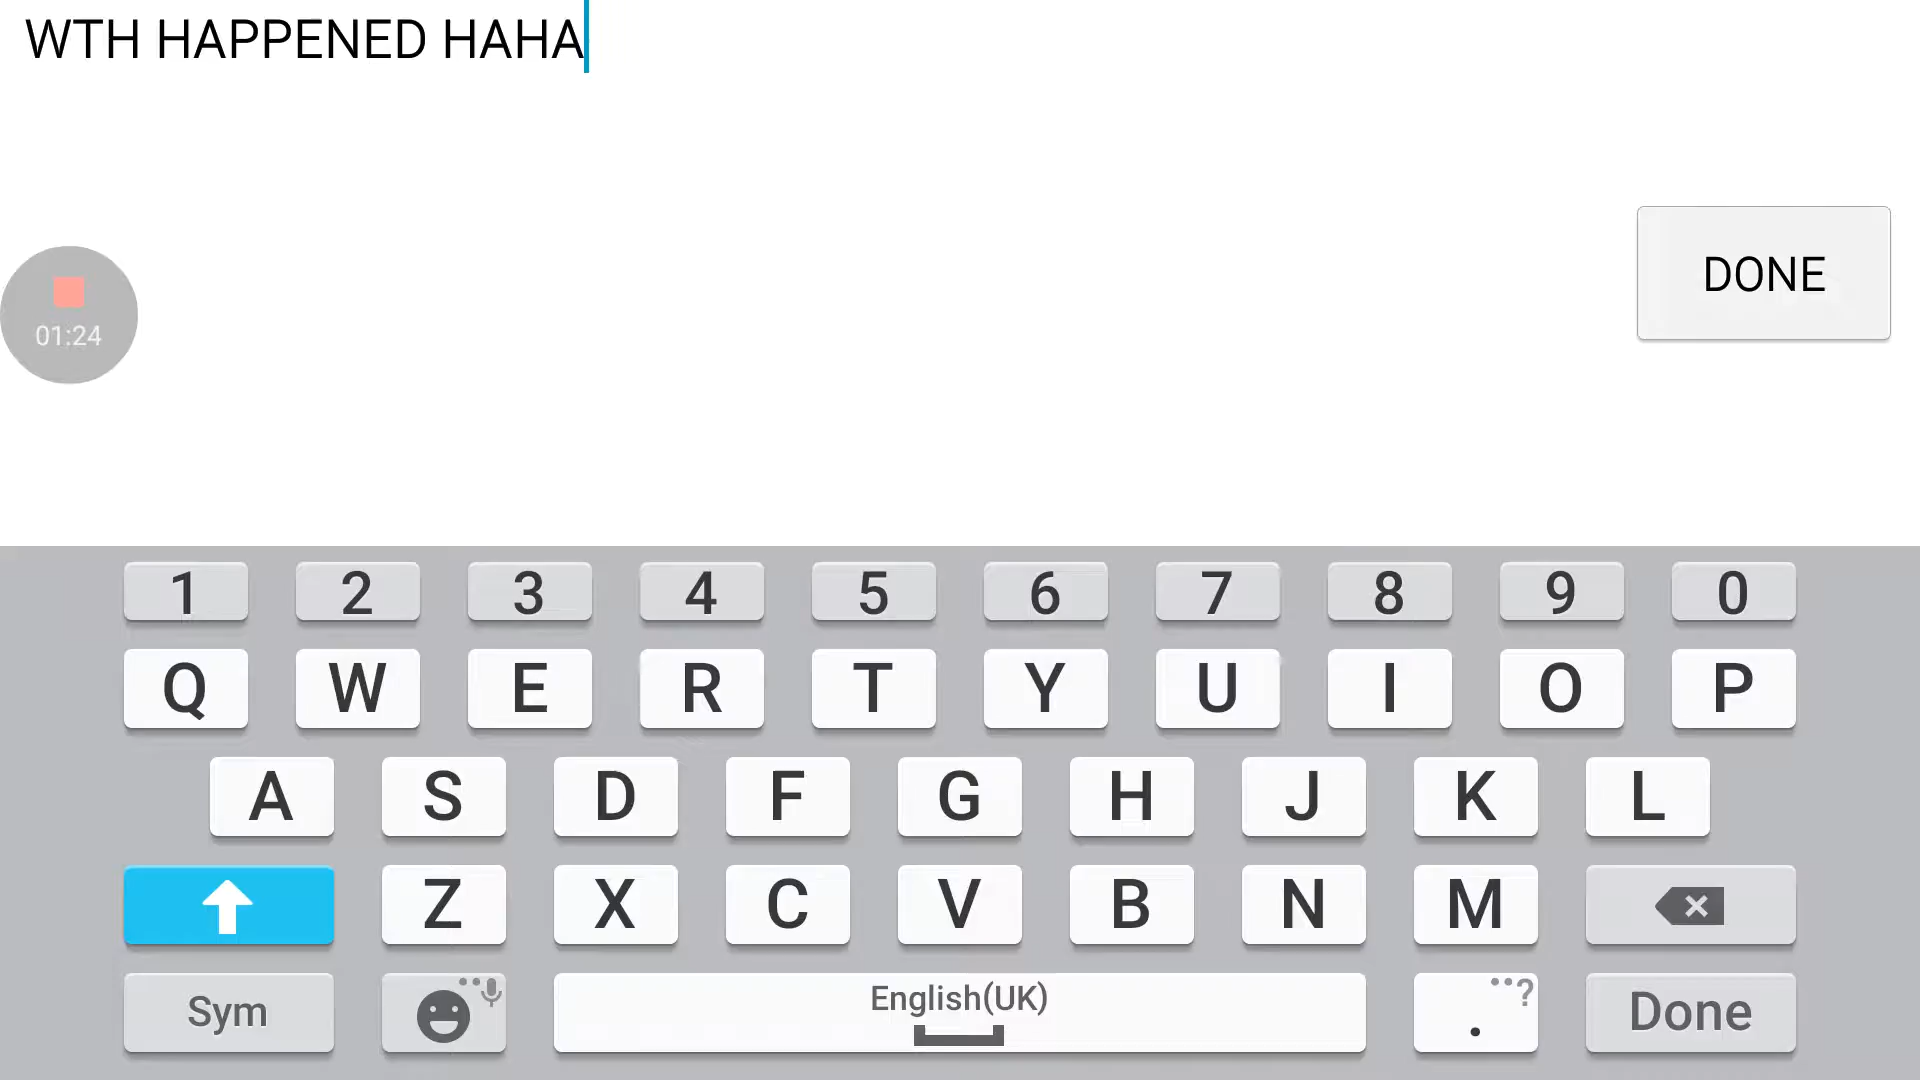 WTH HAPPENED HAHA
01:24
DONE
1 2 3 4 5 6 7 8 9 0
Q W E R T Y U I O P
A S D F G H J K L
Z X C V B N M
Sym English(UK) . ? Done